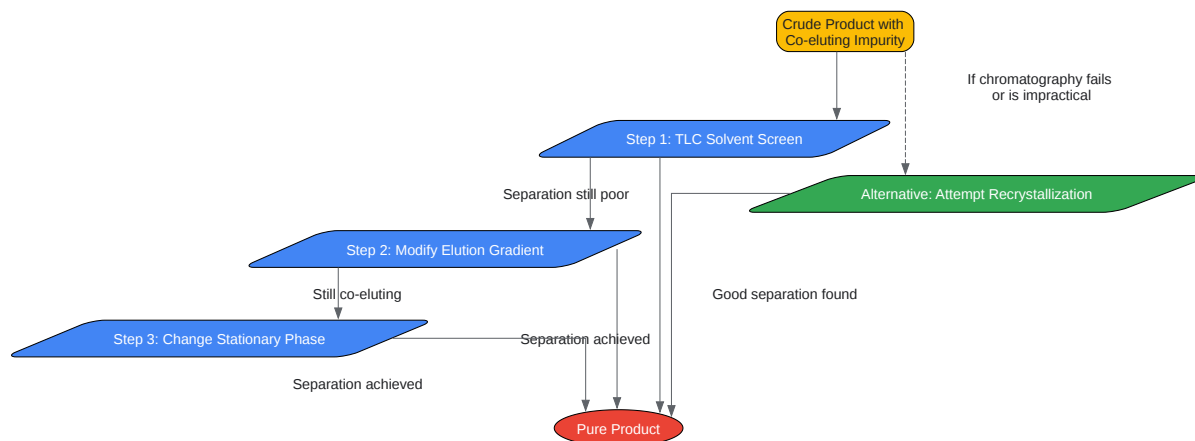 Crude Product with
Co-eluting Impurity
If chromatography fails
or is impractical
Step 1: TLC Solvent Screen
Separation still poor
Alternative: Attempt Recrystallization
Step 2: Modify Elution Gradient
Still co-eluting
Good separation found
Step 3: Change Stationary Phase
Separation achieved
Separation achieved
Pure Product